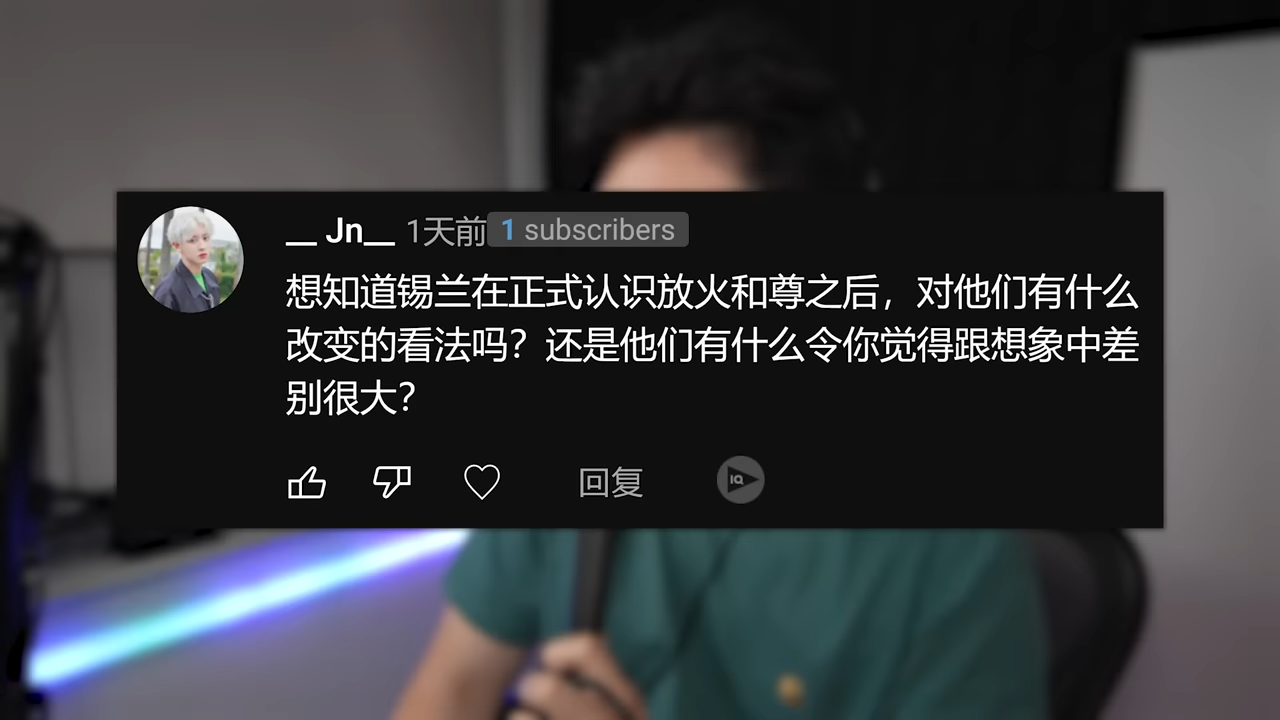 __ Jn__ 1天前 1 subscribers
想知道锡兰在正式认识放火和尊之后，对他们有什么
改变的看法吗？还是他们有什么令你觉得跟想象中差
别很大？
回复 IQ